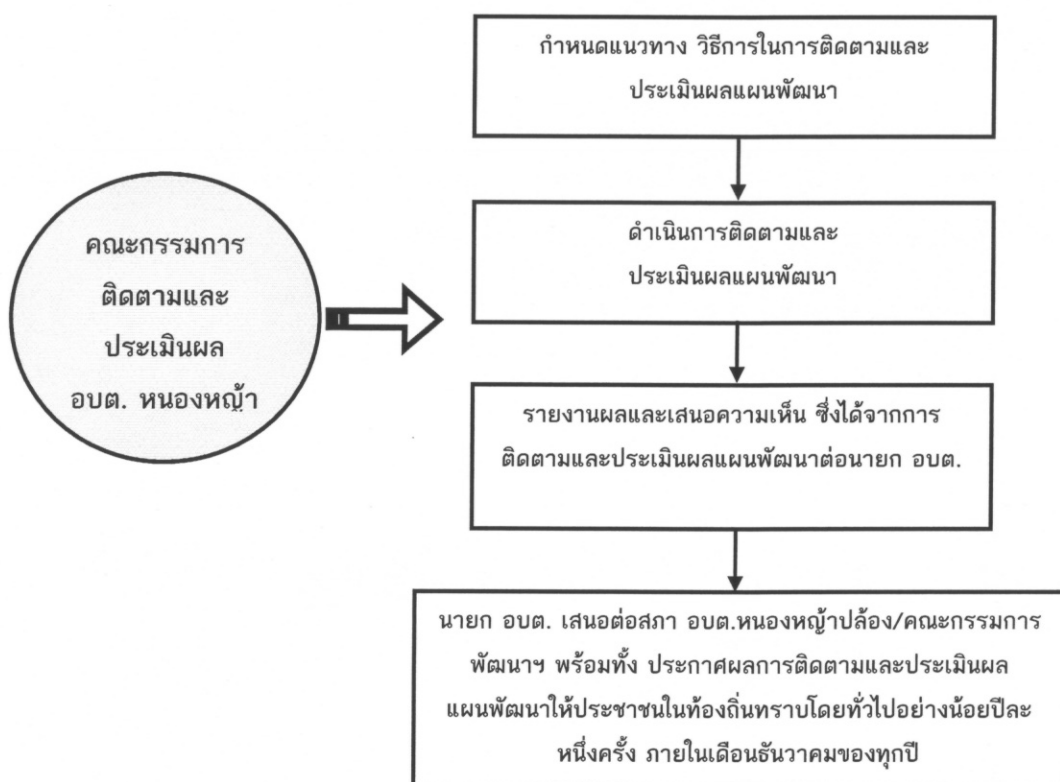 กำหนดแนวทาง วิธีการในการติดตามและ
ประเมินผลแผนพัฒนา
ดำเนินการติดตามและ
ประเมินผลแผนพัฒนา
คณะกรรมการ
ติดตามและ
ประเมินผล
อบต. หนองหญ้า
รายงานผลและเสนอความเห็น ซึ่งได้จากการ
ติดตามและประเมินผลแผนพัฒนาต่อนายก อบต.
นายก อบต. เสนอต่อสภา อบต.หนองหญ้าปล้อง/คณะกรรมการ
พัฒนาฯ พร้อมทั้ง ประกาศผลการติดตามและประเมินผล
แผนพัฒนาให้ประชาชนในท้องถิ่นทราบโดยทั่วไปอย่างน้อยปีละ
หนึ่งครั้ง ภายในเดือนธันวาคมของทุกปี